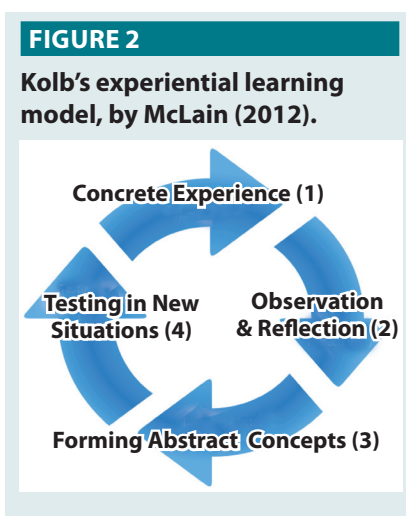 FIGURE 2
Kolb’s experiential learning
model, by McLain (2012).
Concrete Experience (1)
Observation
& Reflection (2)
Forming Abstract Concepts (3)
Testing in New
Situations (4)